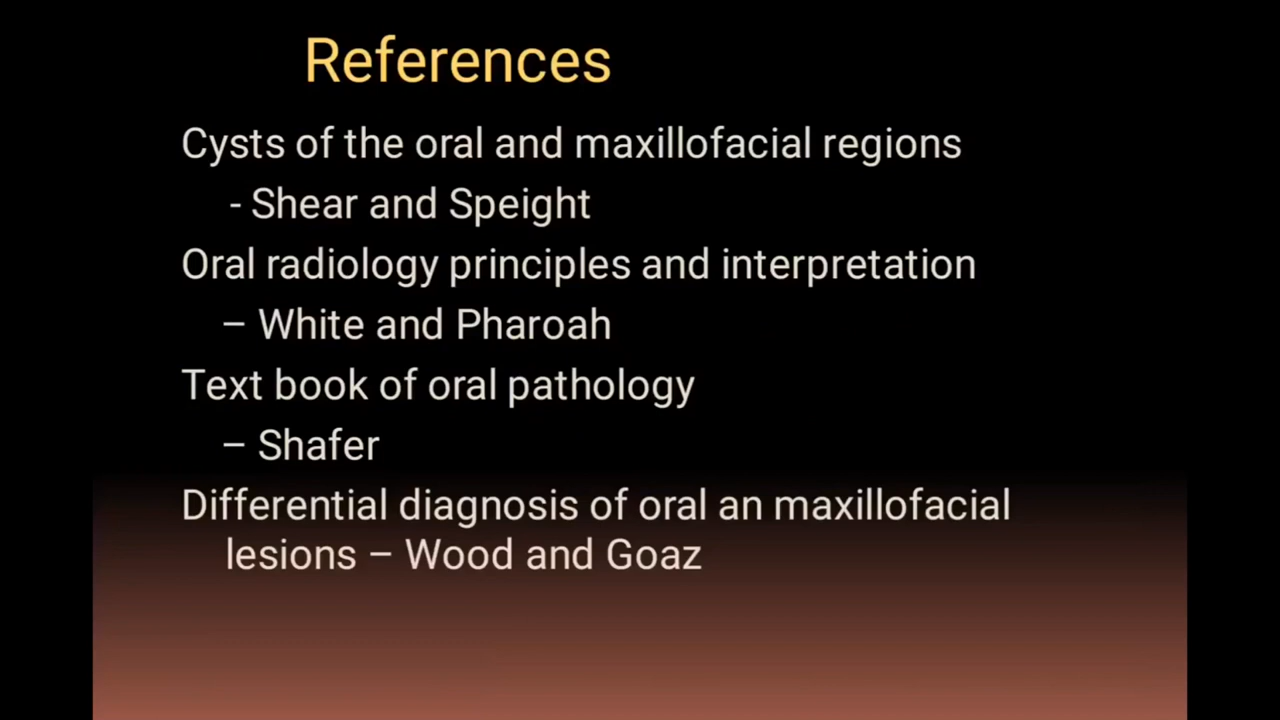 References
Cysts of the oral and maxillofacial regions
- Shear and Speight
Oral radiology principles and interpretation
– White and Pharoah
Text book of oral pathology
– Shafer
Differential diagnosis of oral an maxillofacial
lesions – Wood and Goaz